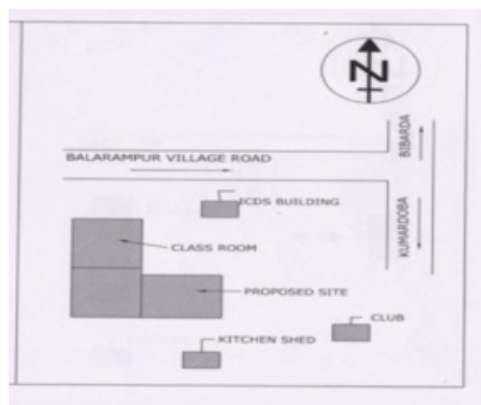 N
BIBARDA
BALARAMPUR VILLAGE ROAD
ICDS BUILDING
KUMARDOBA
CLASS ROOM
PROPOSED SITE
CLUB
KITCHEN SHED